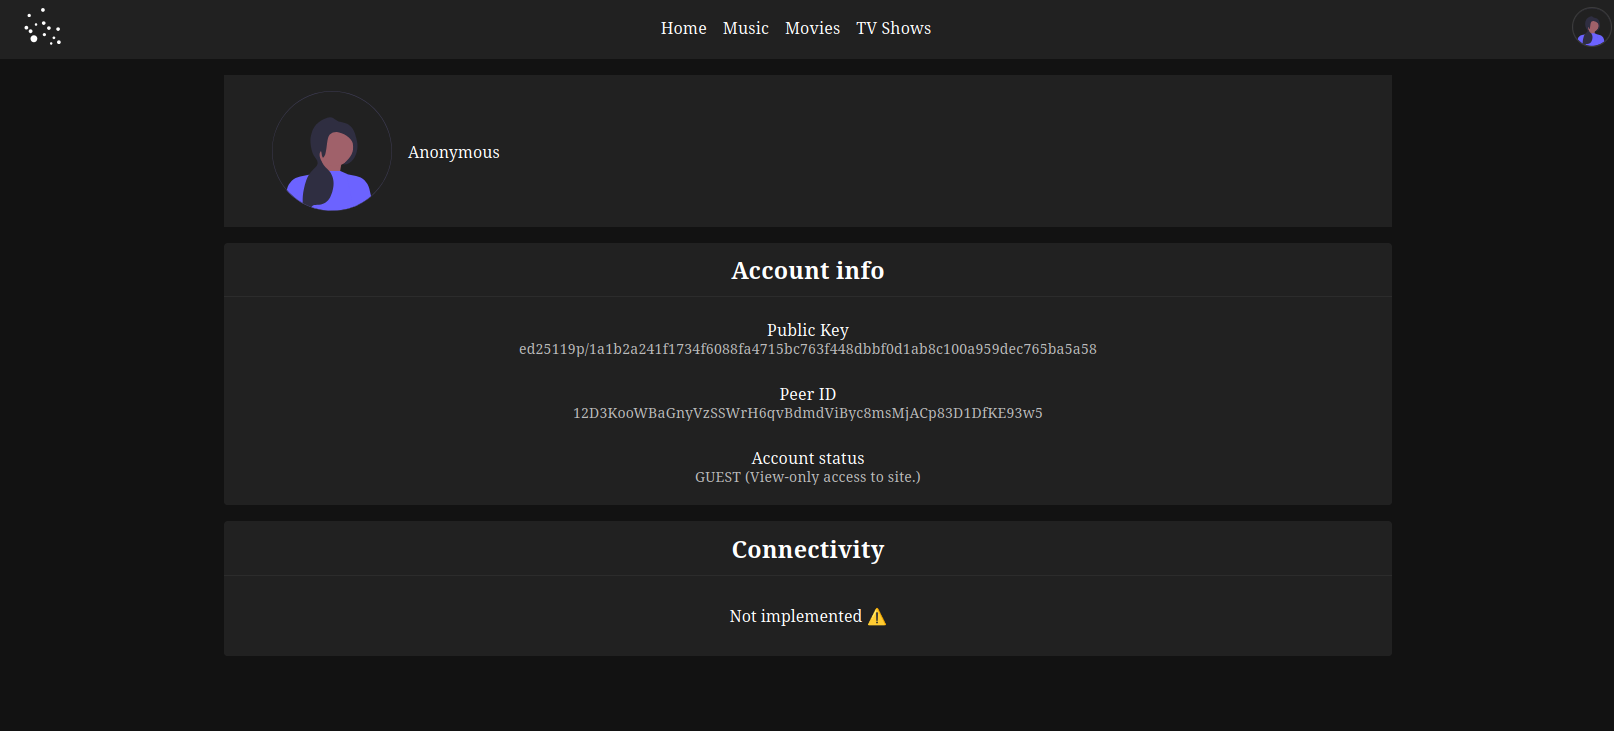 Home Music Movies TV Shows
Anonymous
Account info
Public Key
ed25119p/1a1b2a241f1734f6088fa4715bc763f448dbbf0d1ab8c100a959dec765ba5a58
Peer ID
12D3KooWBaGnyVzSSWrH6qvBdmdViByc8msMjACp83D1DfKE93w5
Account status
GUEST (View-only access to site.)
Connectivity
Not implemented ⚠️